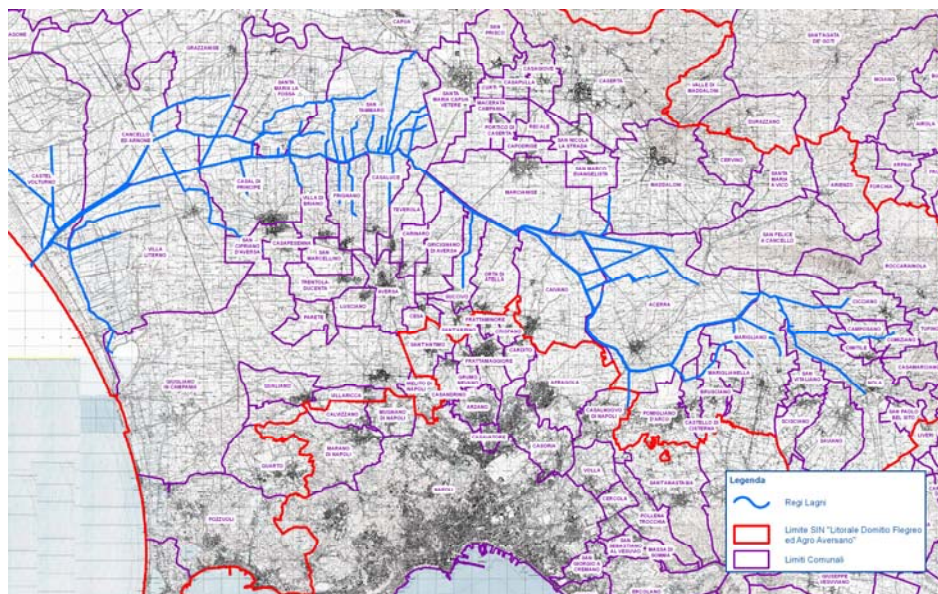 CAPUA
SAN
PRISCO
SANT'AGATA
DE' GOTI
GRAZZANISE
CASAGIOVE
CASAPULLA
CURTI
CASERTA
MOIANO
SANTA
MARIA LA
FOSSA
SANTA
MARIA CAPUA
VETERE
MACERATA
CAMPANIA
VALLE DI
MADDALONI
SAN
TAMMARO
PORTICO DI
CASERTA
RECALE
DURAZZANO
AIROLA
CANCELLO
ED ARNONE
CAPODRISE
SAN NICOLA
LA STRADA
CERVINO
SAN MARCO
EVANGELISTA
ARPAIA
CASTEL
VOLTURNO
CASAL DI
PRINCIPE
VILLA DI
BRIANO
FRIGNANO
CASALUCE
MARCIANISE
MADDALONI
SANTA
MARIA
A VICO
ARIENZO
FORCHIA
TEVEROLA
VILLA
LITERNO
SAN
CIPRIANO
D'AVERSA
CASAPESENNA
SAN
MARCELLINO
CARINARO
GRICIGNANO
DI AVERSA
SAN FELICE
A CANCELLO
ROCCARAINOLA
TRENTOLA
DUCENTA
AVERSA
ORTA DI
ATELLA
CAIVANO
ACERRA
LUSCIANO
SUCCIVO
CICCIANO
PARETE
CESA
FRATTAMINORE
CAMPOSANO
COMIZIANO
SANT'ANTIMO
CARDITO
MARIGLIANO
FRATTAMAGGIORE
CASAMARCIANO
GIUGLIANO
IN CAMPANIA
QUALIANO
MELITO DI
NAPOLI
GRUMO
NEVANO
AFRAGOLA
MARIGLIANELLA
BRUSCIANO
SAN
VITALIANO
NOLA
VILLARICCA
CASANDRINO
CALVIZZANO
MUGNANO
DI NAPOLI
ARZANO
CASALNUOVO
DI NAPOLI
POMIGLIANO
D'ARCO
CASTELLO DI
CISTERNA
SAN PAOLO
BEL SITO
SCISCIANO
LIVERI
MARANO
DI NAPOLI
CASAVATORE
CASORIA
SAVIANO
QUARTO
VOLLA
SANT'ANASTASIA
NAPOLI
CERCOLA
POZZUOLI
POLLENA
TROCCHIA
SAN
SEBASTIANO
AL VESUVIO
MASSA DI
SOMMA
SAN
GIORGIO A
CREMANO
ERCOLANO
GIUSEPPE
VESUVIANO
Legenda
Regi Lagni
Limite SIN "Litorale Domitio Flegreo
ed Agro Aversano"
Limiti Comunali